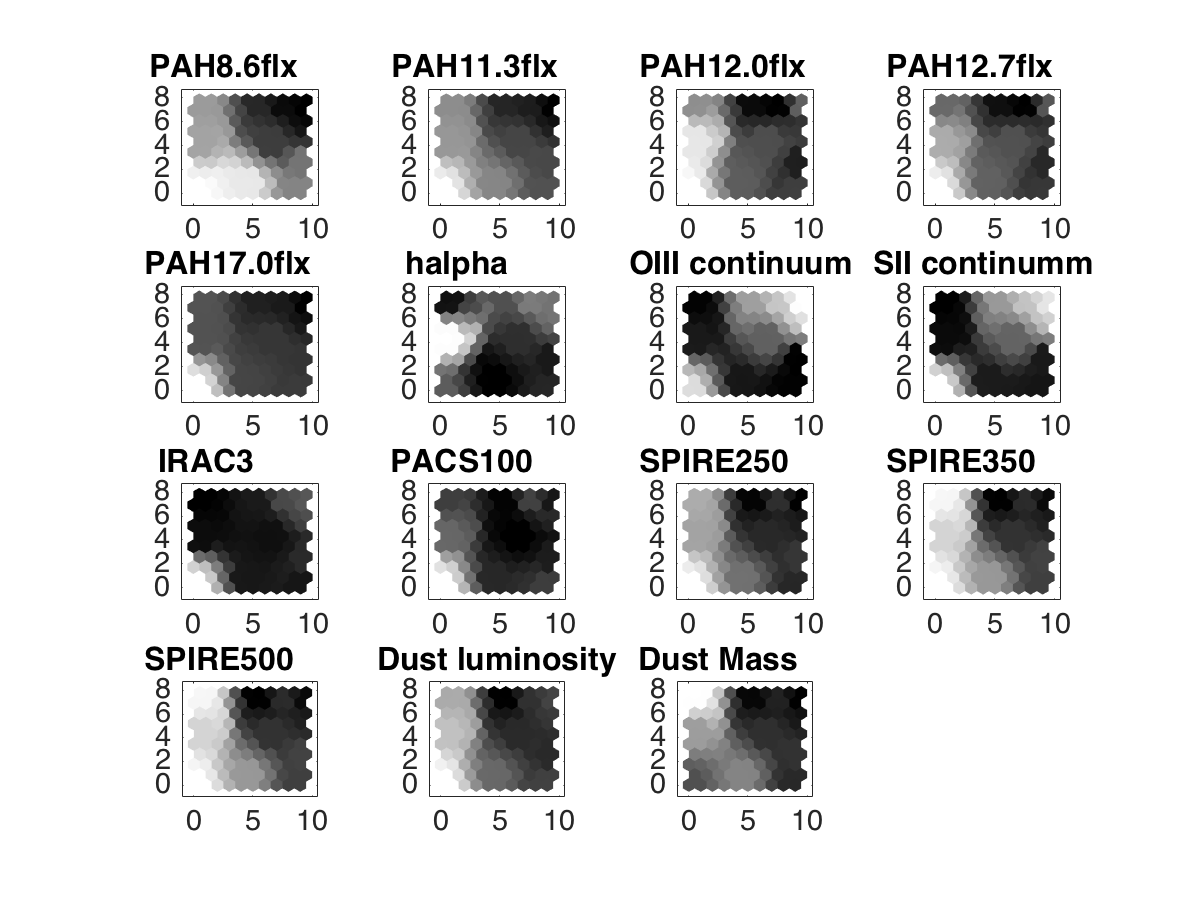 PAH8.6flx PAH11.3flx PAH12.0flx PAH12.7flx
8 8 8 8
6 6 6 6
4 4 4 4
2 2 2 2
0 0 0 0
0 5 10 0 5 10 0 5 10 0 5 10
PAH17.0flx halpha OIII continuum SII continumm
8 8 8 8
6 6 6 6
4 4 4 4
2 2 2 2
0 0 0 0
0 5 10 0 5 10 0 5 10 0 5 10
IRAC3 PACS100 SPIRE250 SPIRE350
8 8 8 8
6 6 6 6
4 4 4 4
2 2 2 2
0 0 0 0
0 5 10 0 5 10 0 5 10 0 5 10
SPIRE500 Dust luminosity Dust Mass
8 8 8
6 6 6
4 4 4
2 2 2
0 0 0
0 5 10 0 5 10 0 5 10